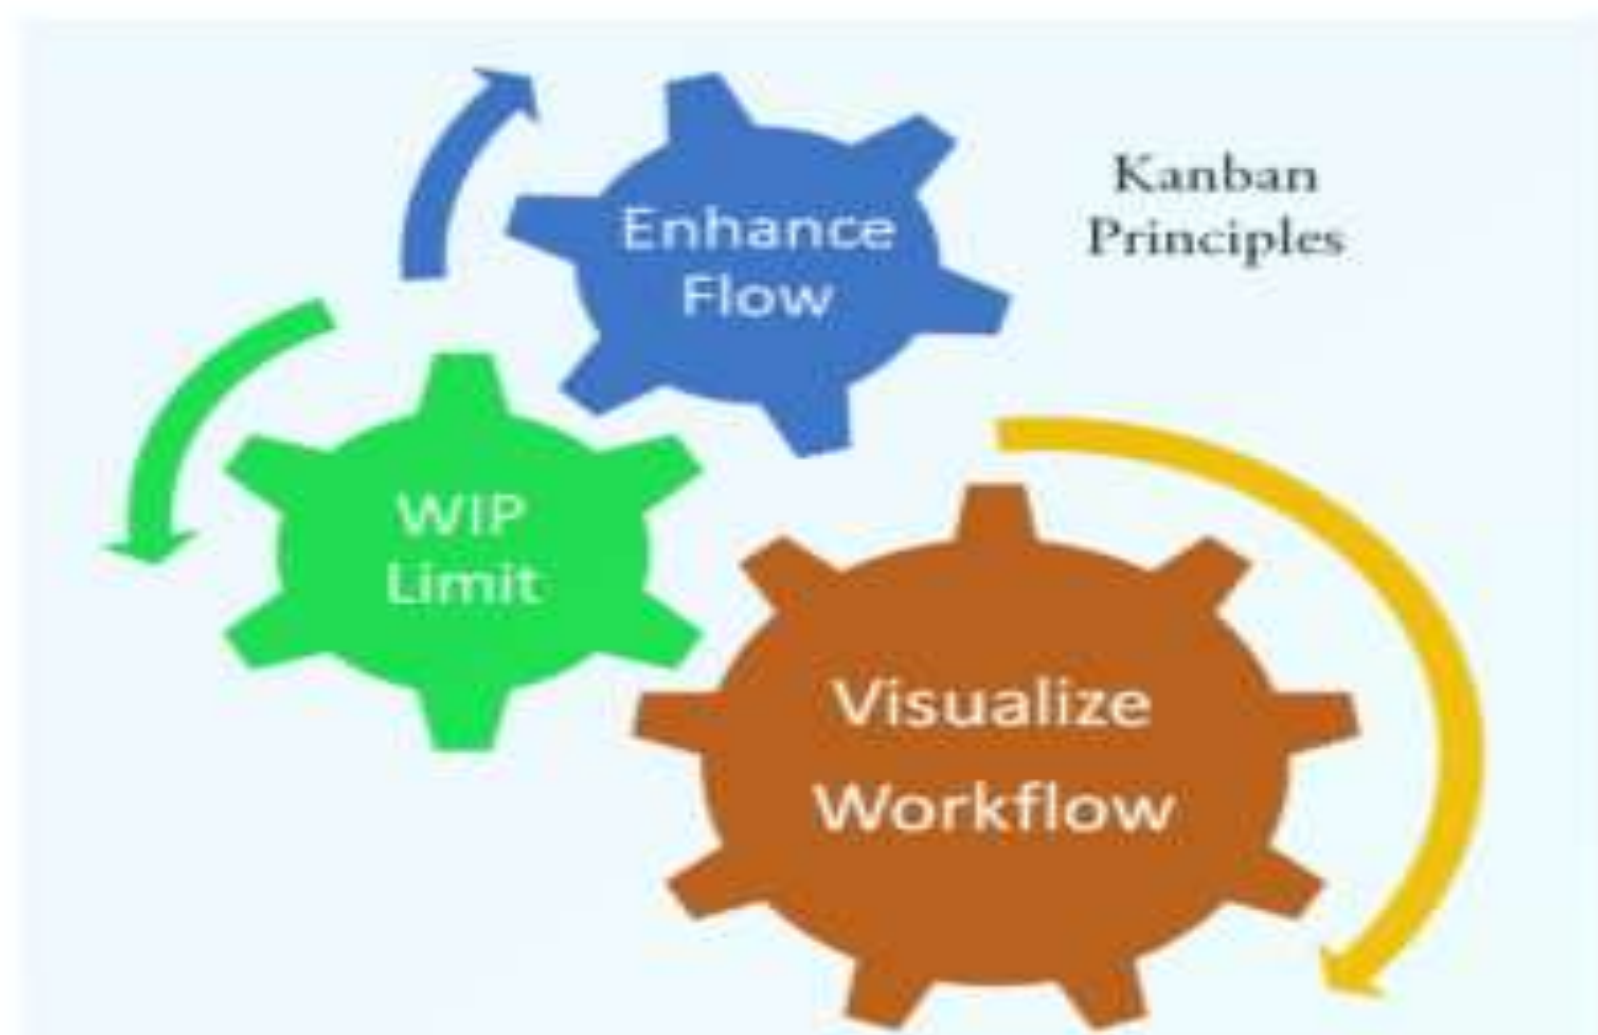 Kanban
Principles
Enhance
Flow
WIP
Limit
Visualize
Workflow